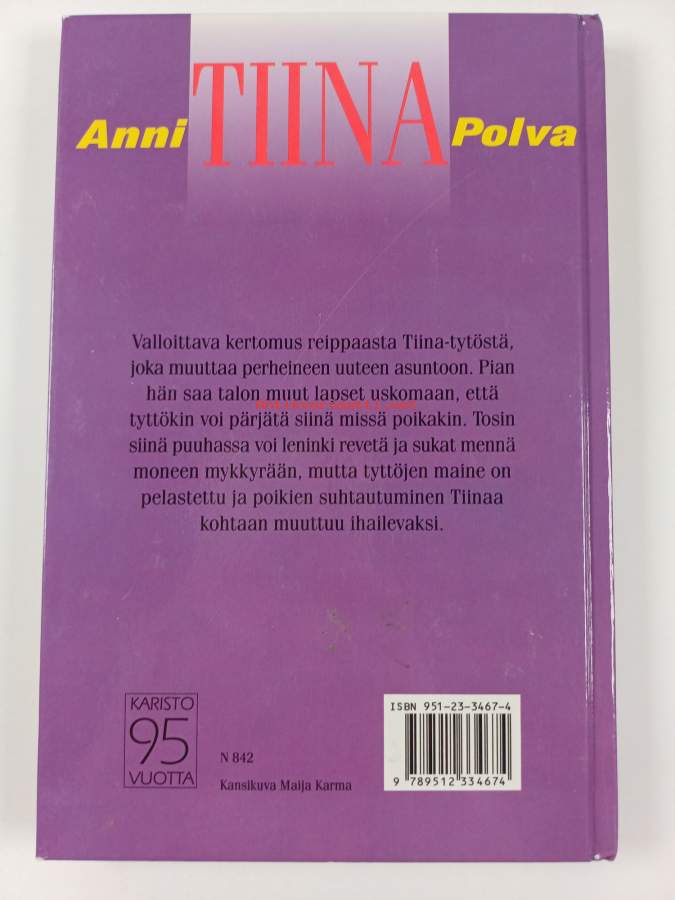 Anni TIINA Polva
Valloittava kertomus reippaasta Tiina-tytöstä,
joka muuttaa perheineen uuteen asuntoon. Pian
hän saa talon muut lapset uskomaan, että
tyttökin voi pärjätä siinä missä poikakin. Tosin
siinä puuhassa voi leninki revetä ja sukat mennä
moneen mykkyrään, mutta tyttöjen maine on
pelastettu ja poikien suhtautuminen Tiinaa
kohtaan muuttuu ihailevaksi.
KARISTO
95
VUOTTA
N 842
Kansikuva Maija Karma
ISBN 951-23-3467-4
9 789512 334674